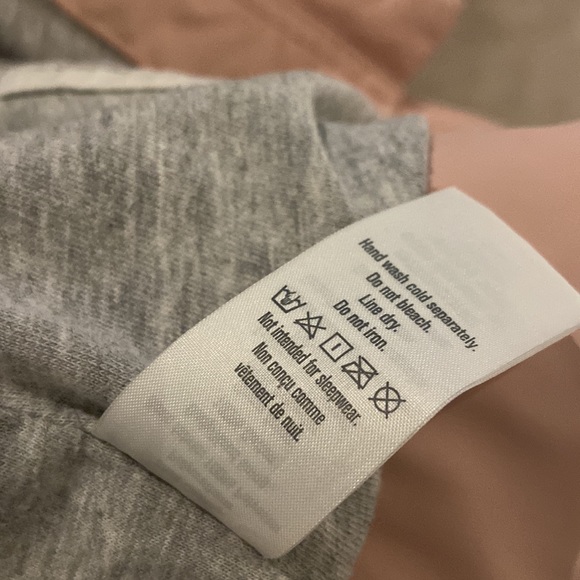 Hand wash cold separately.
Do not bleach.
Line dry.
Do not iron.
Not intended for sleepwear.
Non conçu comme
vêtement de nuit.